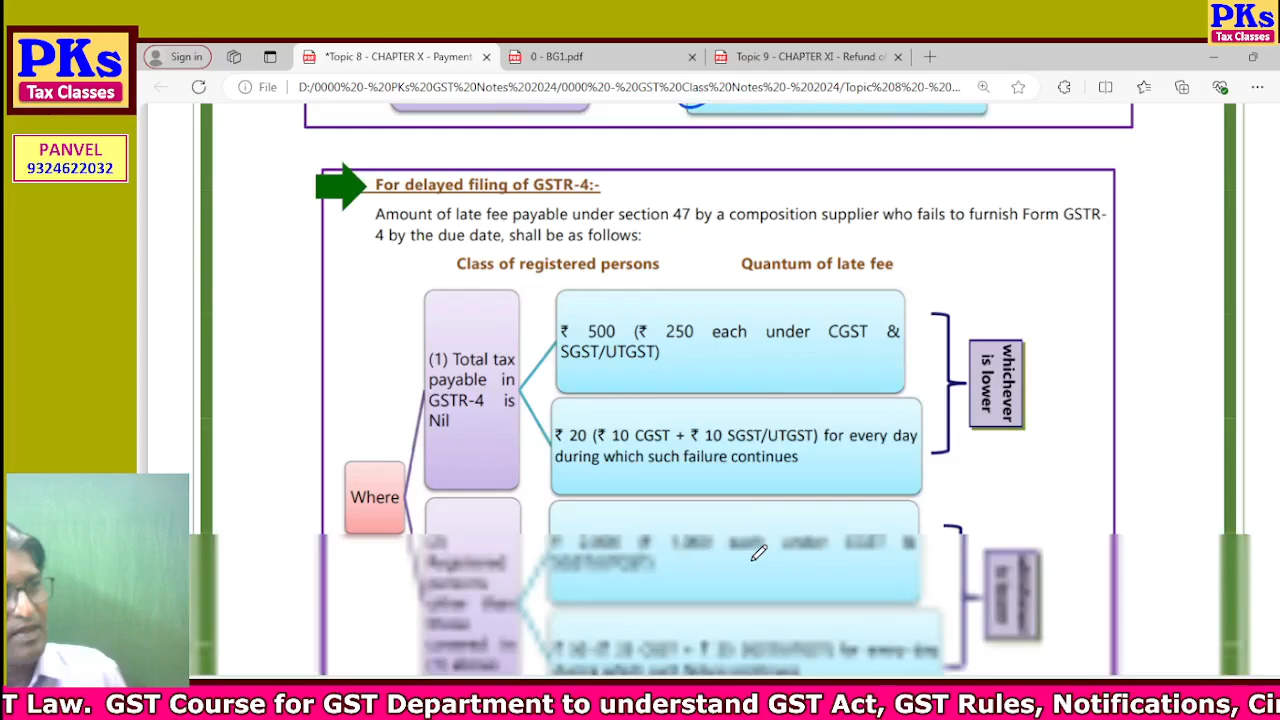 PKs
Tax Classes
PANVEL
9324622032
PKs
Tax Classes
Sign in
*Topic 8 - CHAPTER X - Payment
0 - BG1.pdf
Topic 9 - CHAPTER XI - Refund of
File
D:/0000%20-%20PKs%20GST%20Notes%202024/0000%20-%20GST%20Class%20Notes%20-%202024/Topic%208%20-%20...
For delayed filing of GSTR-4:-
Amount of late fee payable under section 47 by a composition supplier who fails to furnish Form GSTR-
4 by the due date, shall be as follows:
Class of registered persons
Quantum of late fee
Where
(1) Total tax
payable in
GSTR-4 is
Nil
₹ 500 (₹ 250 each under CGST &
SGST/UTGST)
₹ 20 (₹ 10 CGST + ₹ 10 SGST/UTGST) for every day
during which such failure continues
whichever
is lower
T Law. GST Course for GST Department to understand GST Act, GST Rules, Notifications, Ci